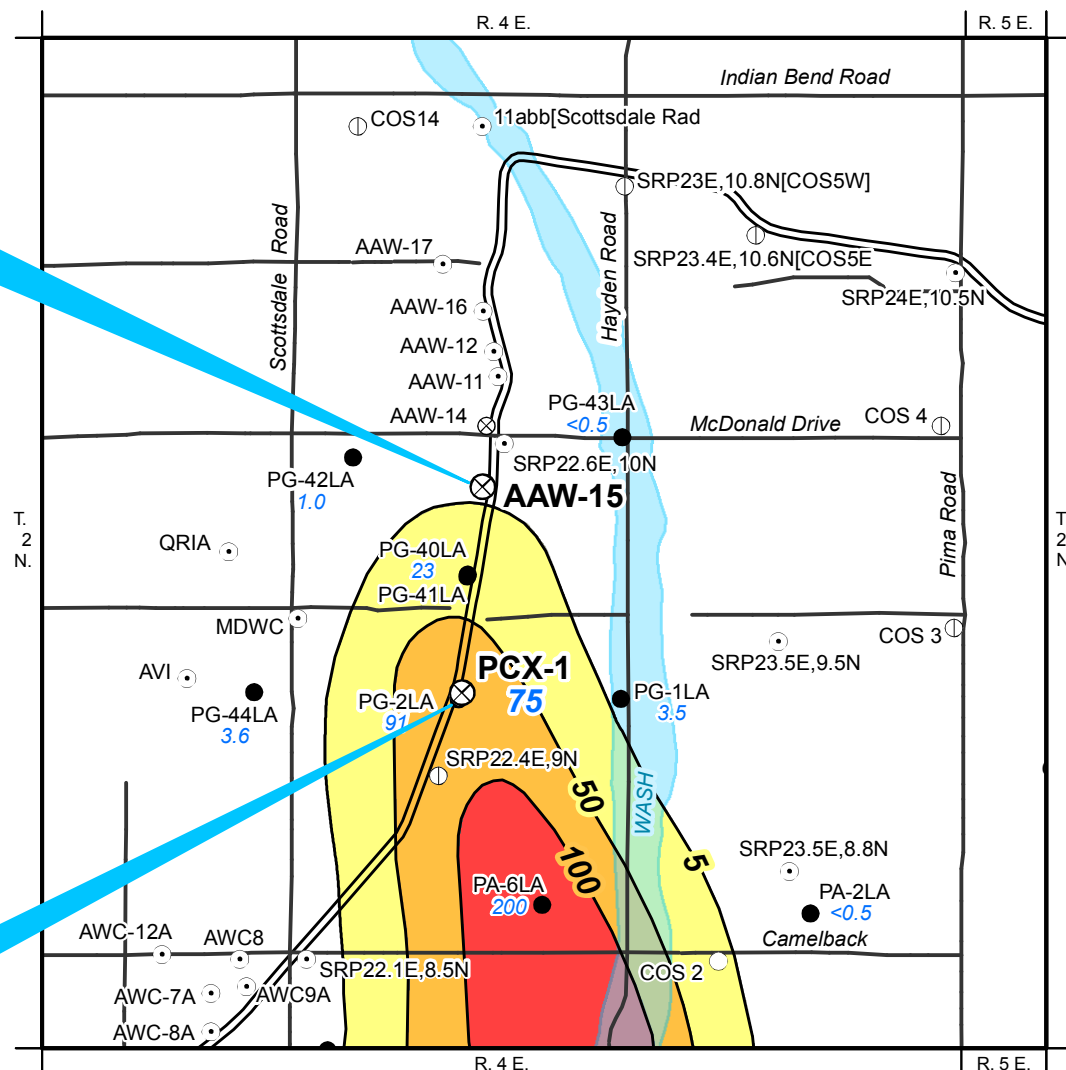 R. 4 E.
R. 5 E.
Indian Bend Road
COS14
11abb[Scottsdale Rad
SRP23E,10.8N[COS5W]
Scottsdale Road
Hayden Road
AAW-17
SRP23.4E,10.6N[COS5E
SRP24E,10.5N
AAW-16
AAW-12
AAW-11
PG-43LA
<0.5
AAW-14
McDonald Drive
COS 4
SRP22.6E,10N
PG-42LA
1.0
AAW-15
T.
2
N.
T
2
N
QRIA
PG-40LA
23
PG-41LA
Pima Road
MDWC
COS 3
SRP23.5E,9.5N
AVI
PCX-1
75
PG-44LA
3.6
PG-2LA
91
PG-1LA
3.5
SRP22.4E,9N
50
WASH
100
5
SRP23.5E,8.8N
PA-6LA
200
PA-2LA
<0.5
AWC-12A
AWC8
Camelback
SRP22.1E,8.5N
COS 2
AWC-7A
AWC9A
AWC-8A
R. 4 E.
R. 5 E.